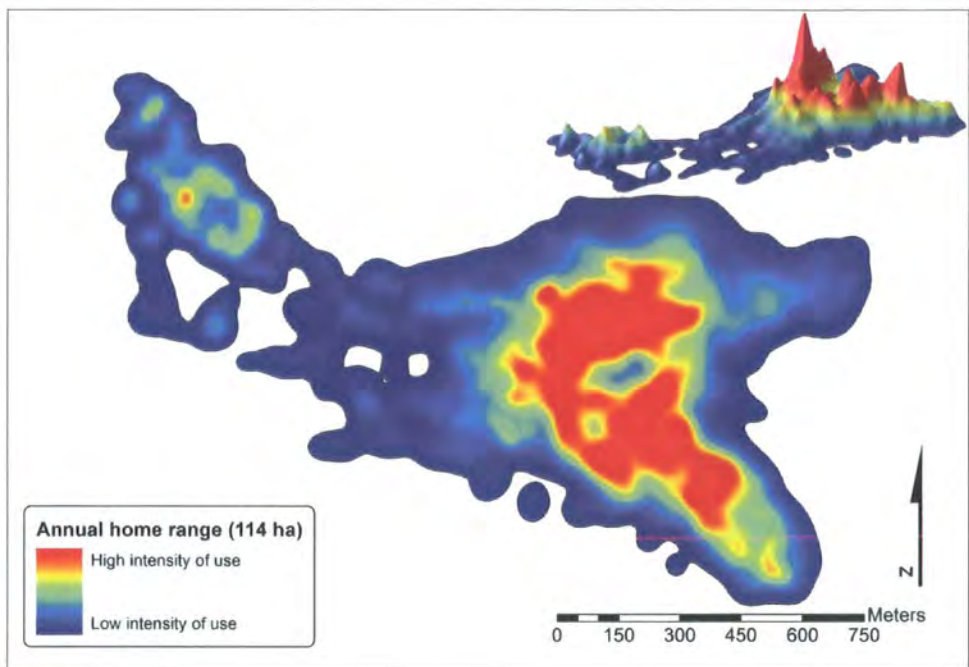 Annual home range (114 ha)
High intensity of use
Low intensity of use
N
Meters
0 150 300 450 600 750